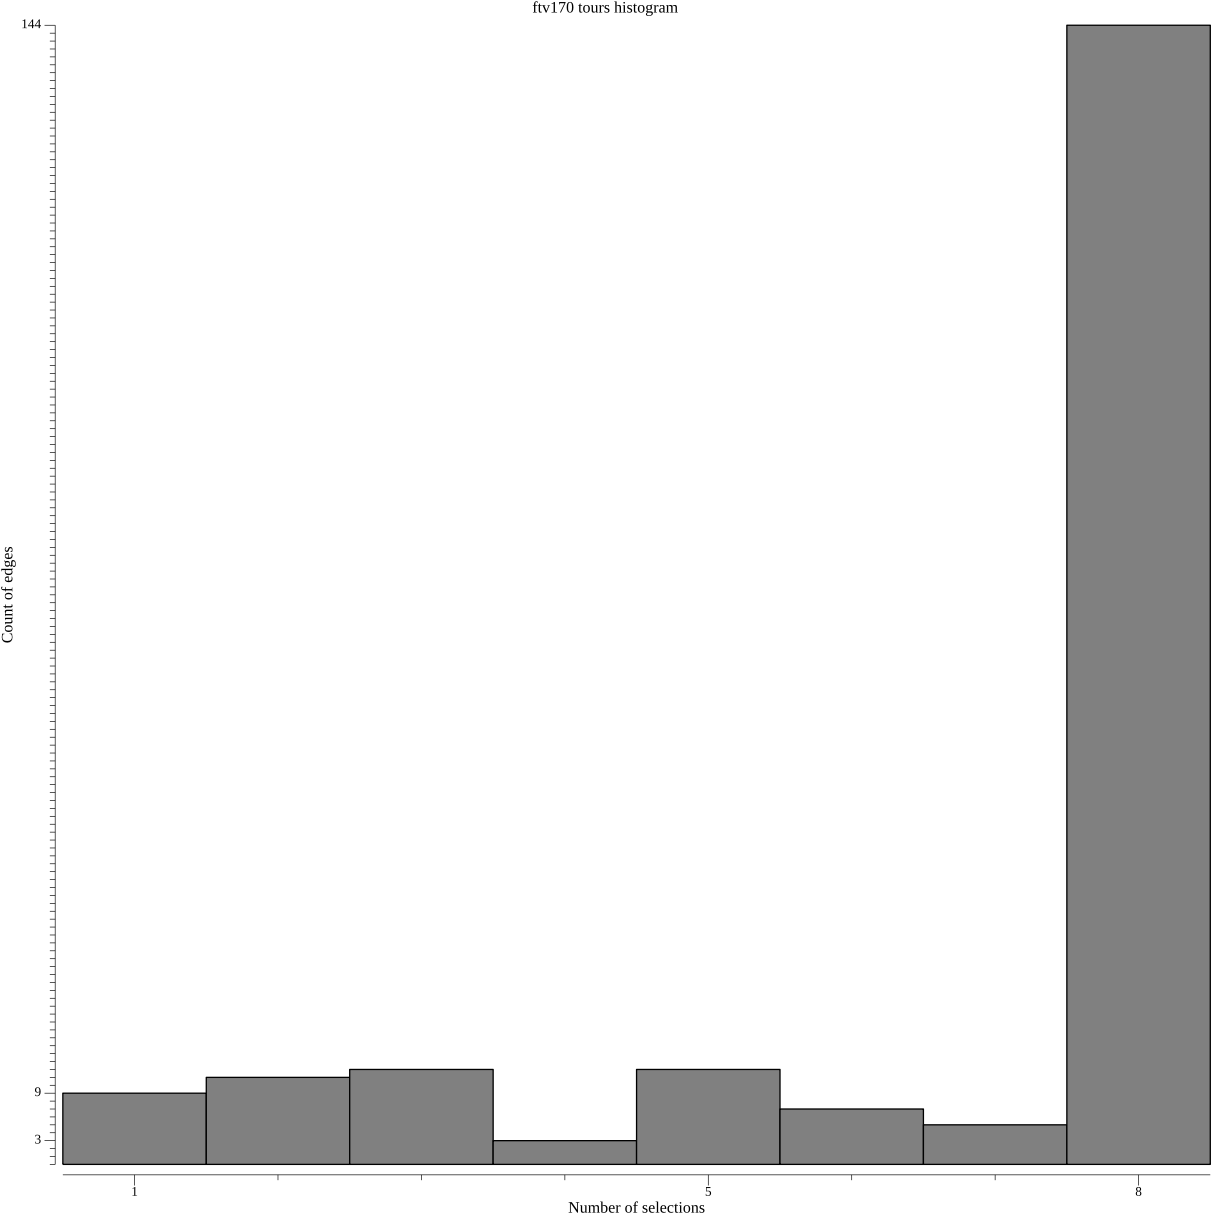 ftv170 tours histogram
144
Count of edges
9
3
1 5 8
Number of selections